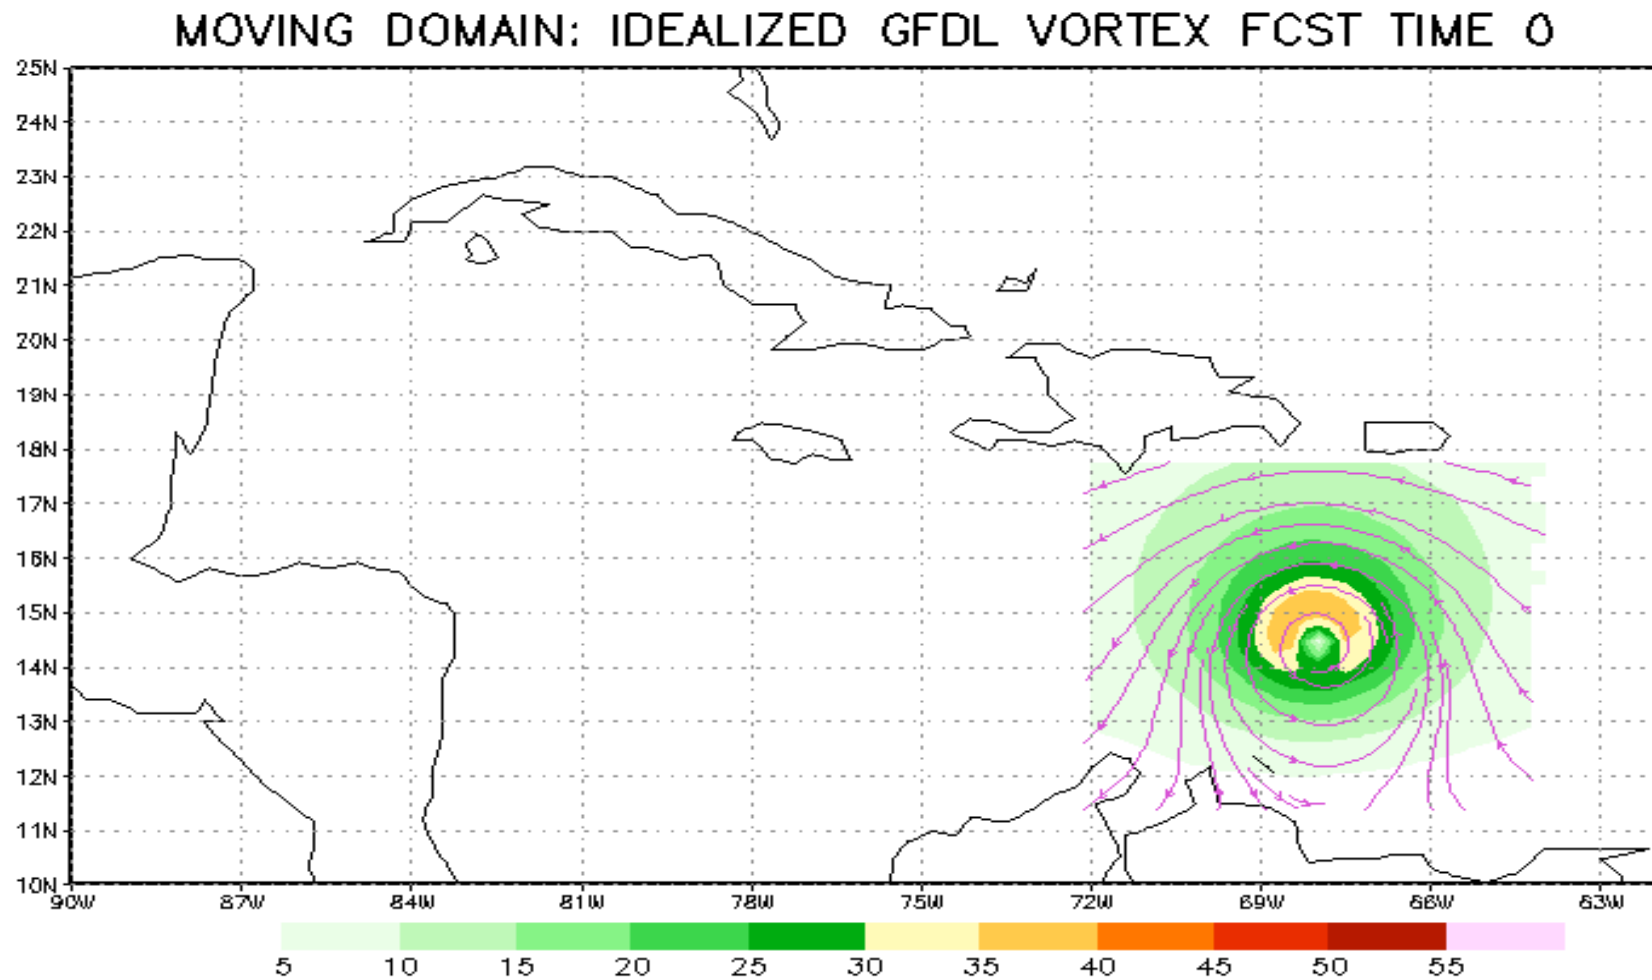 MOVING DOMAIN: IDEALIZED GFDL VORTEX FCST TIME 0
25N
24N
23N
22N
21N
20N
19N
18N
17N
16N
15N
14N
13N
12N
11N
10N
90W 87W 84W 81W 78W 75W 72W 69W 66W 63W
5 10 15 20 25 30 35 40 45 50 55